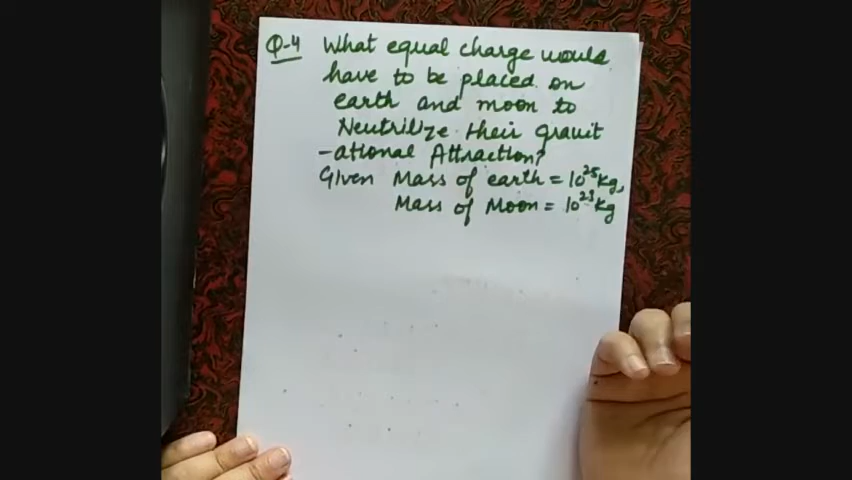 Q-4 What equal charge would
have to be placed on
earth and moon to
Neutrilize their gravit
-ational Attraction?
Given Mass of earth = 10²⁵kg,
Mass of Moon = 10²³kg